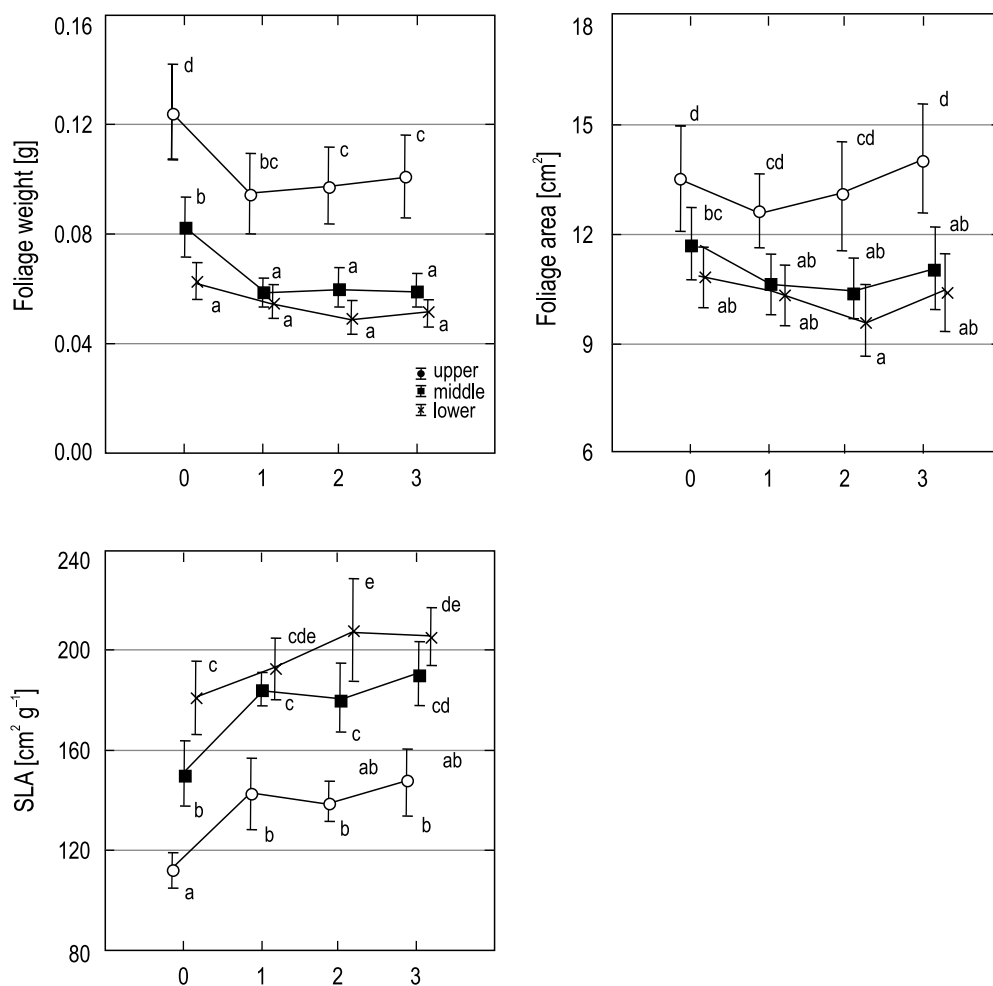 Foliage weight [g]
0.16
0.12
0.08
0.04
0.00
d
bc
c
c
b
a
a
a
a
a
a
a
upper
middle
lower
0 1 2 3
Foliage area [cm²]
18
15
12
9
6
d
cd
cd
d
bc
ab
ab
ab
ab
ab
a
ab
0 1 2 3
SLA [cm² g⁻¹]
240
200
160
120
80
c
cde
e
de
b
c
c
cd
ab
ab
a
b
b
b
0 1 2 3